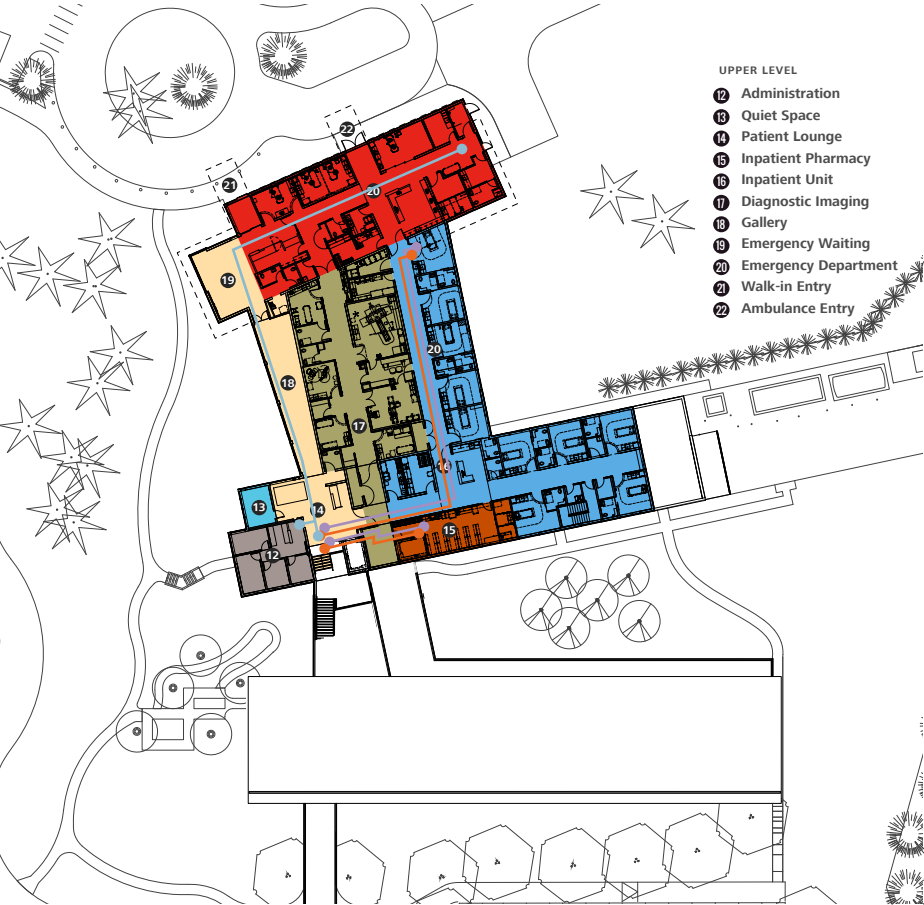 UPPER LEVEL
12 Administration
13 Quiet Space
14 Patient Lounge
15 Inpatient Pharmacy
16 Inpatient Unit
17 Diagnostic Imaging
18 Gallery
19 Emergency Waiting
20 Emergency Department
21 Walk-in Entry
22 Ambulance Entry
22
21
20
19
20
18
17
16
13
14
15
12